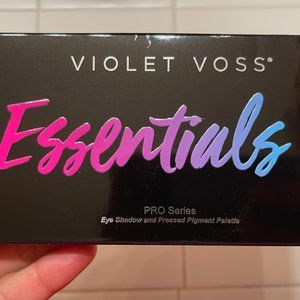 VIOLET VOSS®
Essentials
PRO Series
Eye Shadow and Pressed Pigment Palette